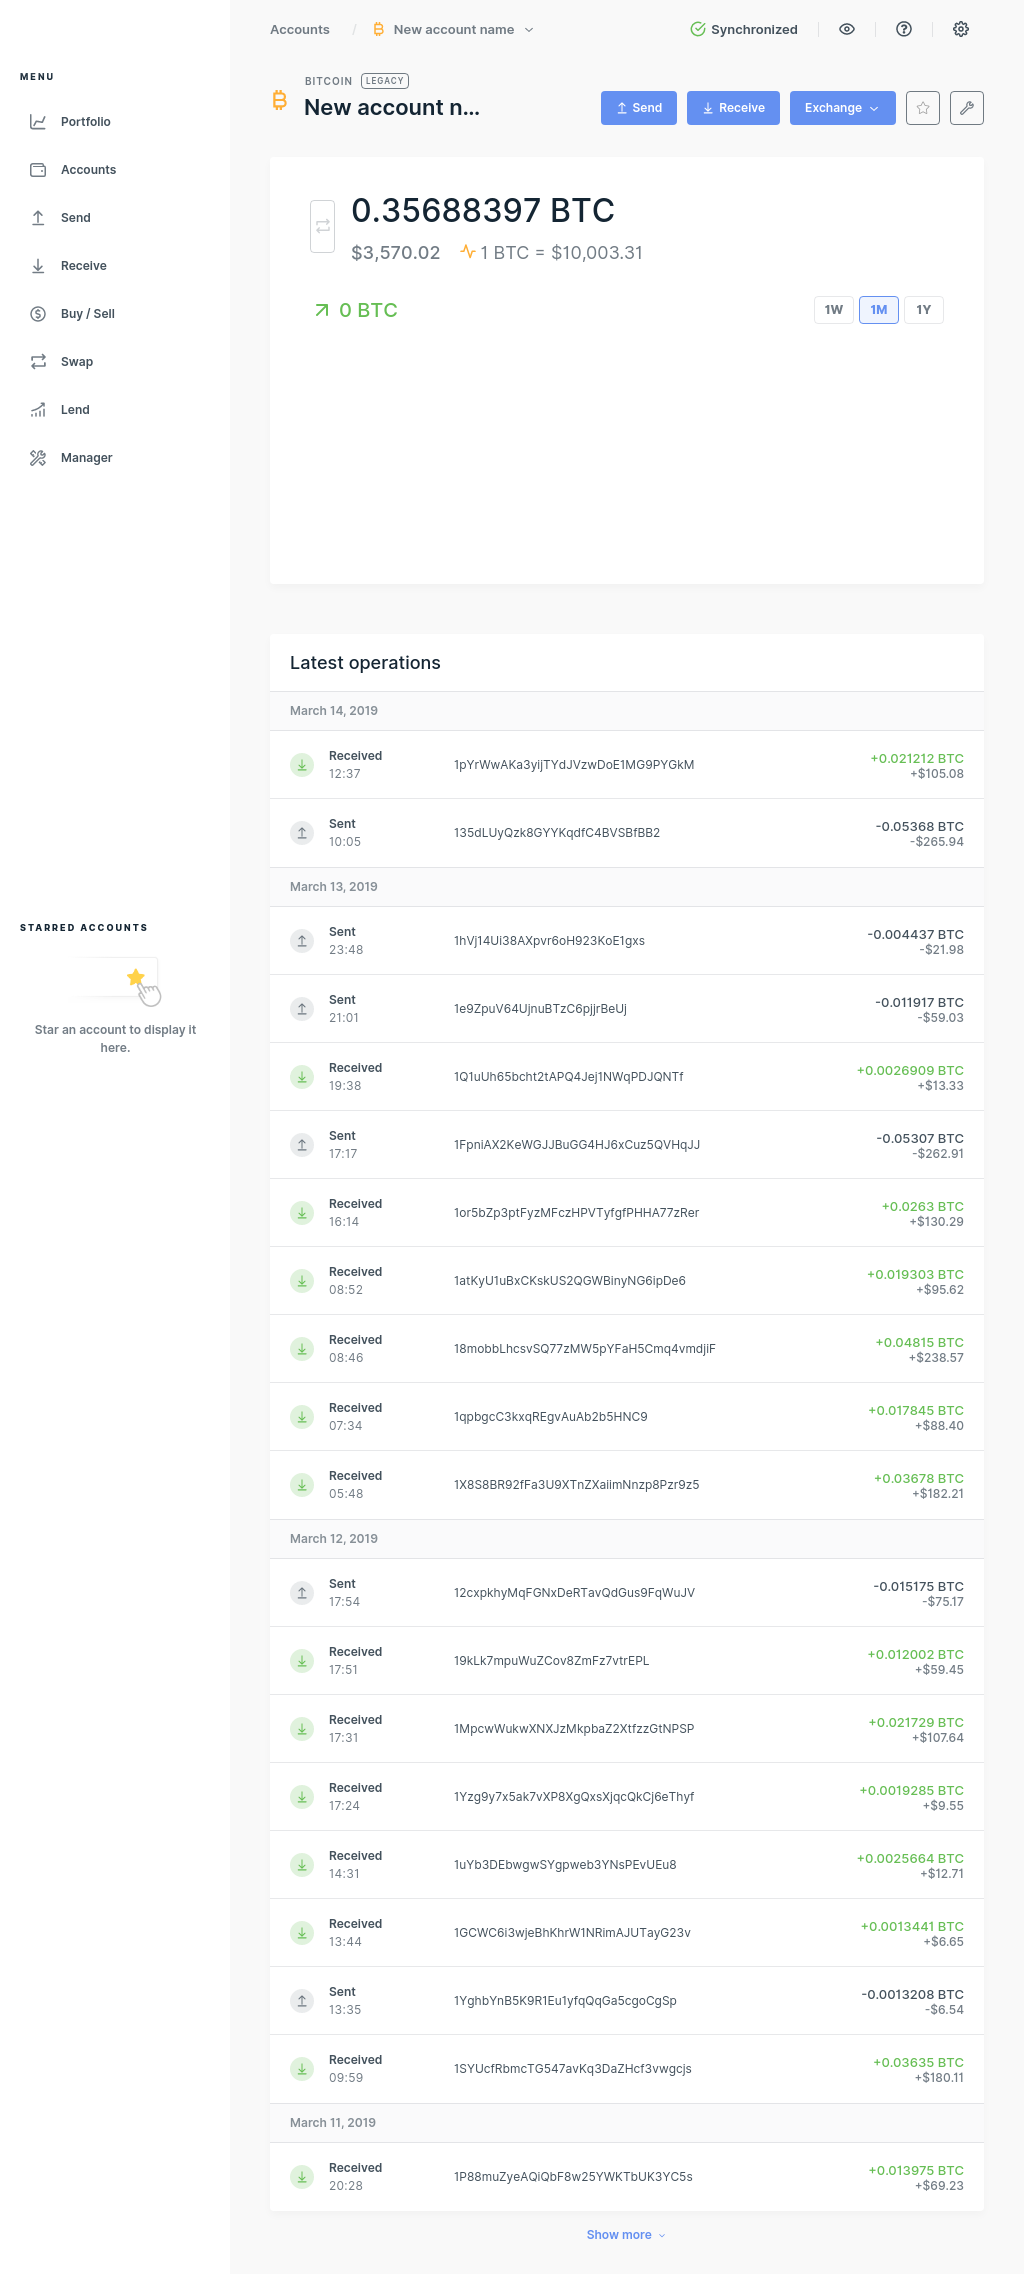 Accounts / New account name
Synchronized
MENU
Portfolio
Accounts
Send
Receive
Buy / Sell
Swap
Lend
Manager
STARRED ACCOUNTS
Star an account to display it
here.
BITCOIN LEGACY
New account n...
Send
Receive
Exchange
0.35688397 BTC
$3,570.02 1 BTC = $10,003.31
0 BTC
1W 1M 1Y
Latest operations
March 14, 2019
Received
12:37
1pYrWwAKa3yijTYdJVzwDoE1MG9PYGkM
+0.021212 BTC
+$105.08
Sent
10:05
135dLUyQzk8GYYKqdfC4BVSBfBB2
-0.05368 BTC
-$265.94
March 13, 2019
Sent
23:48
1hVj14Ui38AXpvr6oH923KoE1gxs
-0.004437 BTC
-$21.98
Sent
21:01
1e9ZpuV64UjnuBTzC6pjjrBeUj
-0.011917 BTC
-$59.03
Received
19:38
1Q1uUh65bcht2tAPQ4Jej1NWqPDJQNTf
+0.0026909 BTC
+$13.33
Sent
17:17
1FpniAX2KeWGJJBuGG4HJ6xCuz5QVHqJJ
-0.05307 BTC
-$262.91
Received
16:14
1or5bZp3ptFyzMFczHPVTyfgfPHHA77zRer
+0.0263 BTC
+$130.29
Received
08:52
1atKyU1uBxCKskUS2QGWBinyNG6ipDe6
+0.019303 BTC
+$95.62
Received
08:46
18mobbLhcsvSQ77zMW5pYFaH5Cmq4vmdjiF
+0.04815 BTC
+$238.57
Received
07:34
1qpbgcC3kxqREgvAuAb2b5HNC9
+0.017845 BTC
+$88.40
Received
05:48
1X8S8BR92fFa3U9XTnZXaiimNnzp8Pzr9z5
+0.03678 BTC
+$182.21
March 12, 2019
Sent
17:54
12cxpkhyMqFGNxDeRTavQdGus9FqWuJV
-0.015175 BTC
-$75.17
Received
17:51
19kLk7mpuWuZCov8ZmFz7vtrEPL
+0.012002 BTC
+$59.45
Received
17:31
1MpcwWukwXNXJzMkpbaZ2XtfzzGtNPSP
+0.021729 BTC
+$107.64
Received
17:24
1Yzg9y7x5ak7vXP8XgQxsXjqcQkCj6eThyf
+0.0019285 BTC
+$9.55
Received
14:31
1uYb3DEbwgwSYgpweb3YNsPEvUEu8
+0.0025664 BTC
+$12.71
Received
13:44
1GCWC6i3wjeBhKhrW1NRimAJUTayG23v
+0.0013441 BTC
+$6.65
Sent
13:35
1YghbYnB5K9R1Eu1yfqQqGa5cgoCgSp
-0.0013208 BTC
-$6.54
Received
09:59
1SYUcfRbmcTG547avKq3DaZHcf3vwgcjs
+0.03635 BTC
+$180.11
March 11, 2019
Received
20:28
1P88muZyeAQiQbF8w25YWKTbUK3YC5s
+0.013975 BTC
+$69.23
Show more